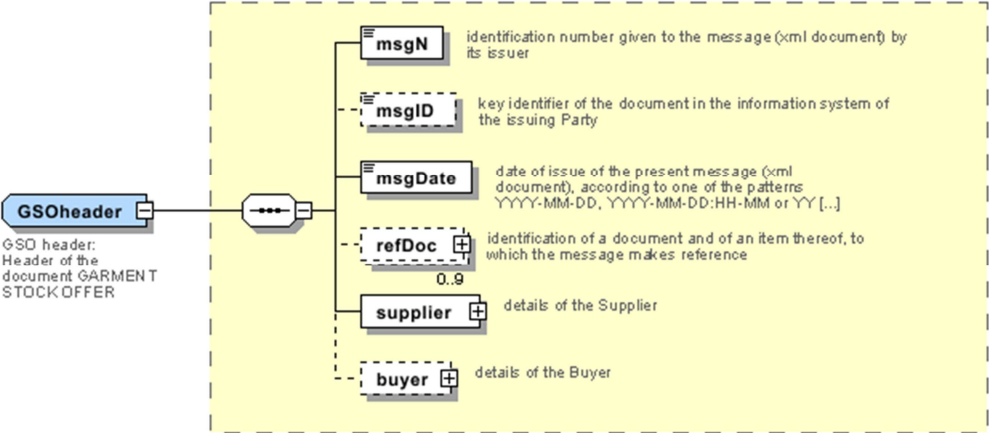 msgN
identification number given to the message (xml document) by
its issuer
msgID
key identifier of the document in the information system of
the issuing Party
msgDate
date of issue of the present message (xml
document), according to one of the patterns
YYYY-MM-DD, YYYY-MM-DD:HH-MM or YY [...]
GSOheader
GSO header:
Header of the
document GARMENT
STOCK OFFER
refDoc
0..9
identification of a document and of an item thereof, to
which the message makes reference
supplier
details of the Supplier
buyer
details of the Buyer